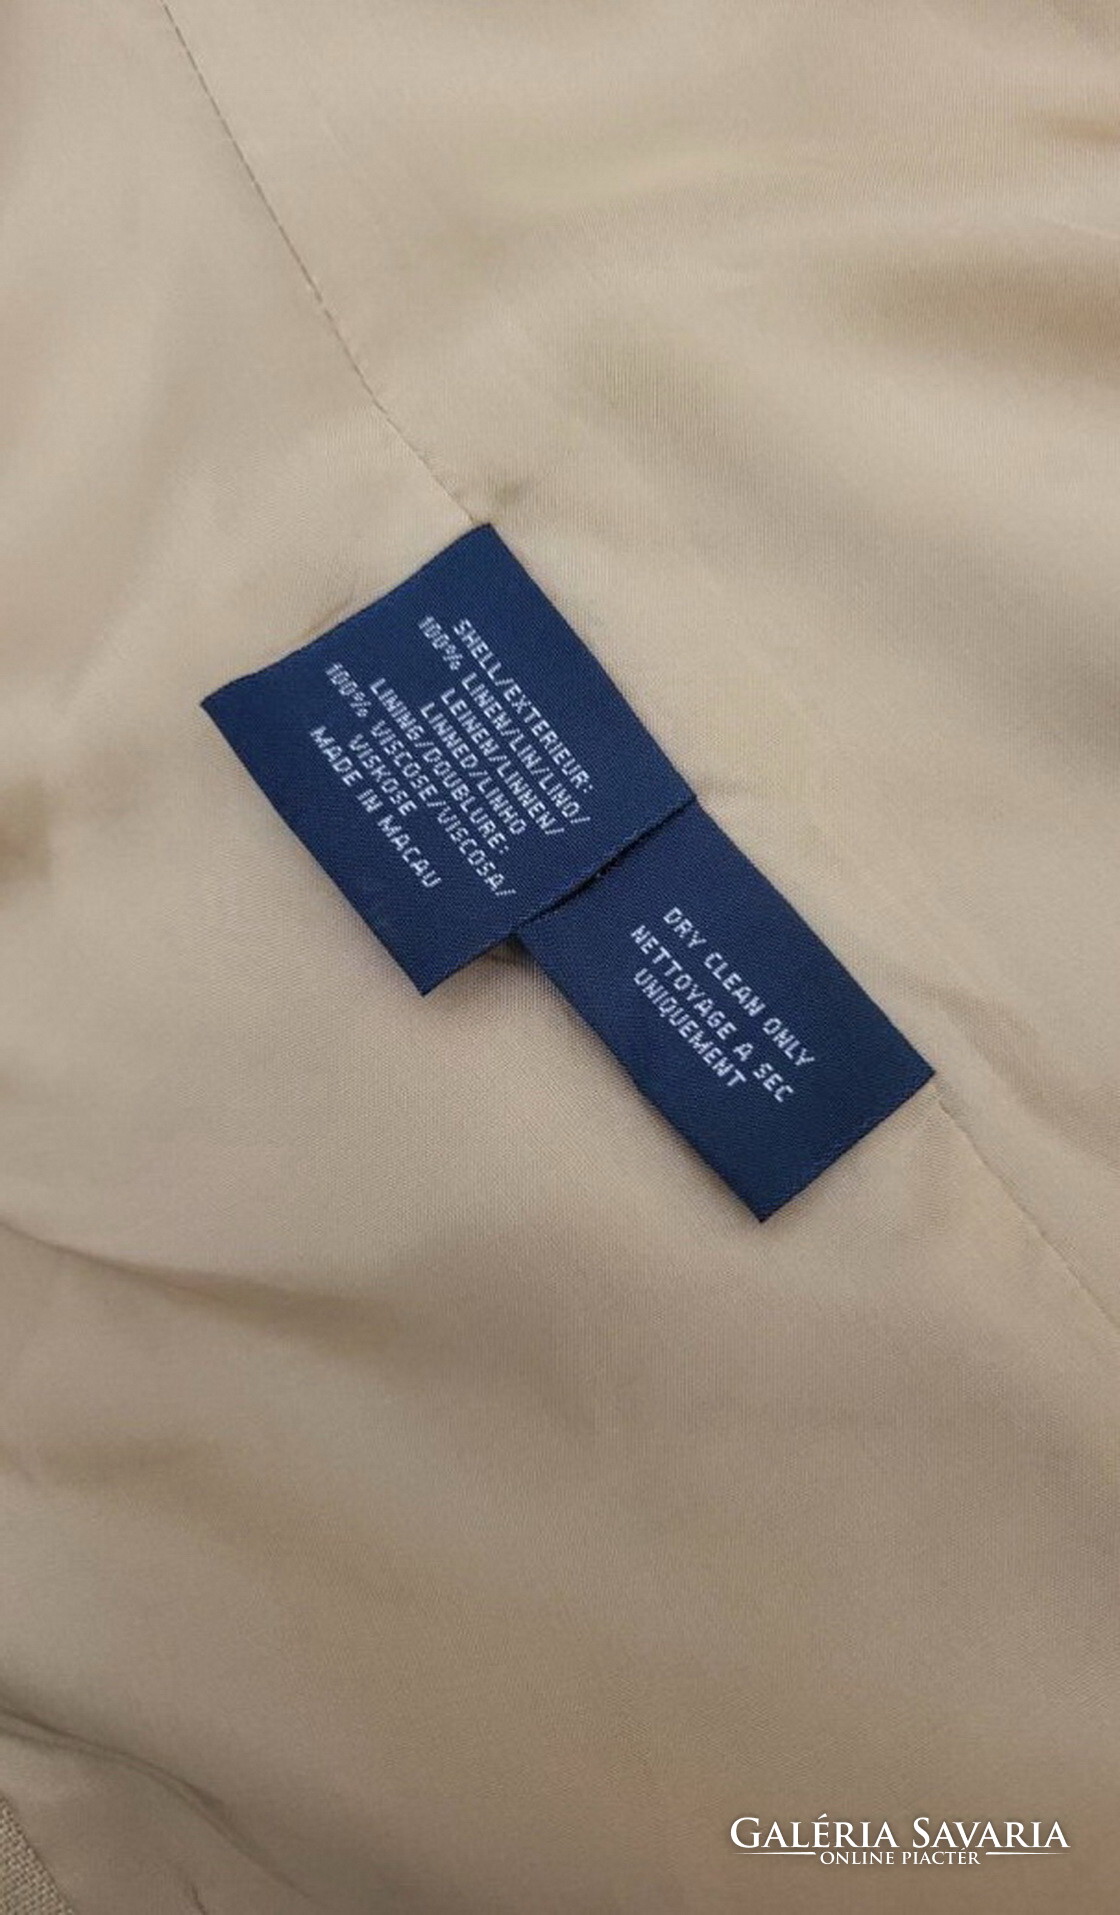 SHELL/EXTERIEUR:
100% LINEN/LIN/LINO/
LEINEN/LINNEN/
LINNED/LINHO
LINING/DOUBLURE:
100% VISCOSE/VISCOSA/
VISKOSE
MADE IN MACAU
DRY CLEAN ONLY
NETTOYAGE A SEC
UNIQUEMENT
GALÉRIA SAVARIA
ONLINE PIACTÉR